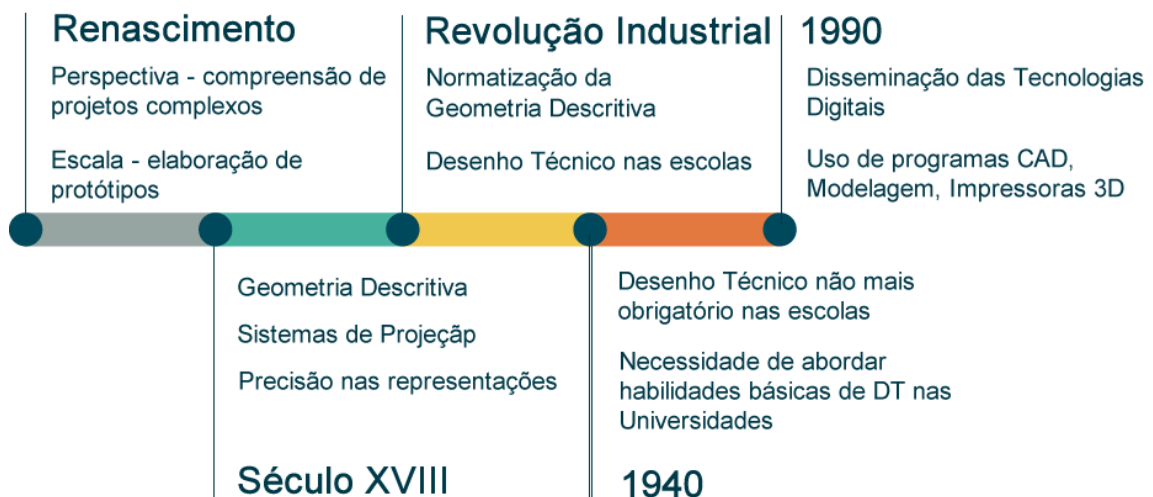 Renascimento
Perspectiva - compreensão de
projetos complexos
Escala - elaboração de
protótipos
Revolução Industrial
Normatização da
Geometria Descritiva
Desenho Técnico nas escolas
1990
Disseminação das Tecnologias
Digitais
Uso de programas CAD,
Modelagem, Impressoras 3D
Geometria Descritiva
Sistemas de Projeçãp
Precisão nas representações
Século XVIII
Desenho Técnico não mais
obrigatório nas escolas
Necessidade de abordar
habilidades básicas de DT nas
Universidades
1940